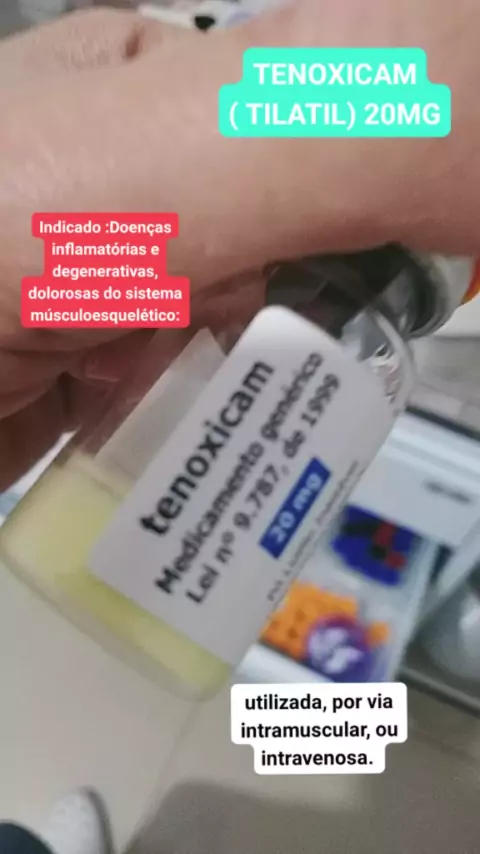 TENOXICAM
( TILATIL) 20MG
Indicado :Doenças
inflamatórias e
degenerativas,
dolorosas do sistema
músculoesquelético:
tenoxicam
Medicamento genérico
Lei nº 9.787, de 1999
20 mg
utilizada, por via
intramuscular, ou
intravenosa.